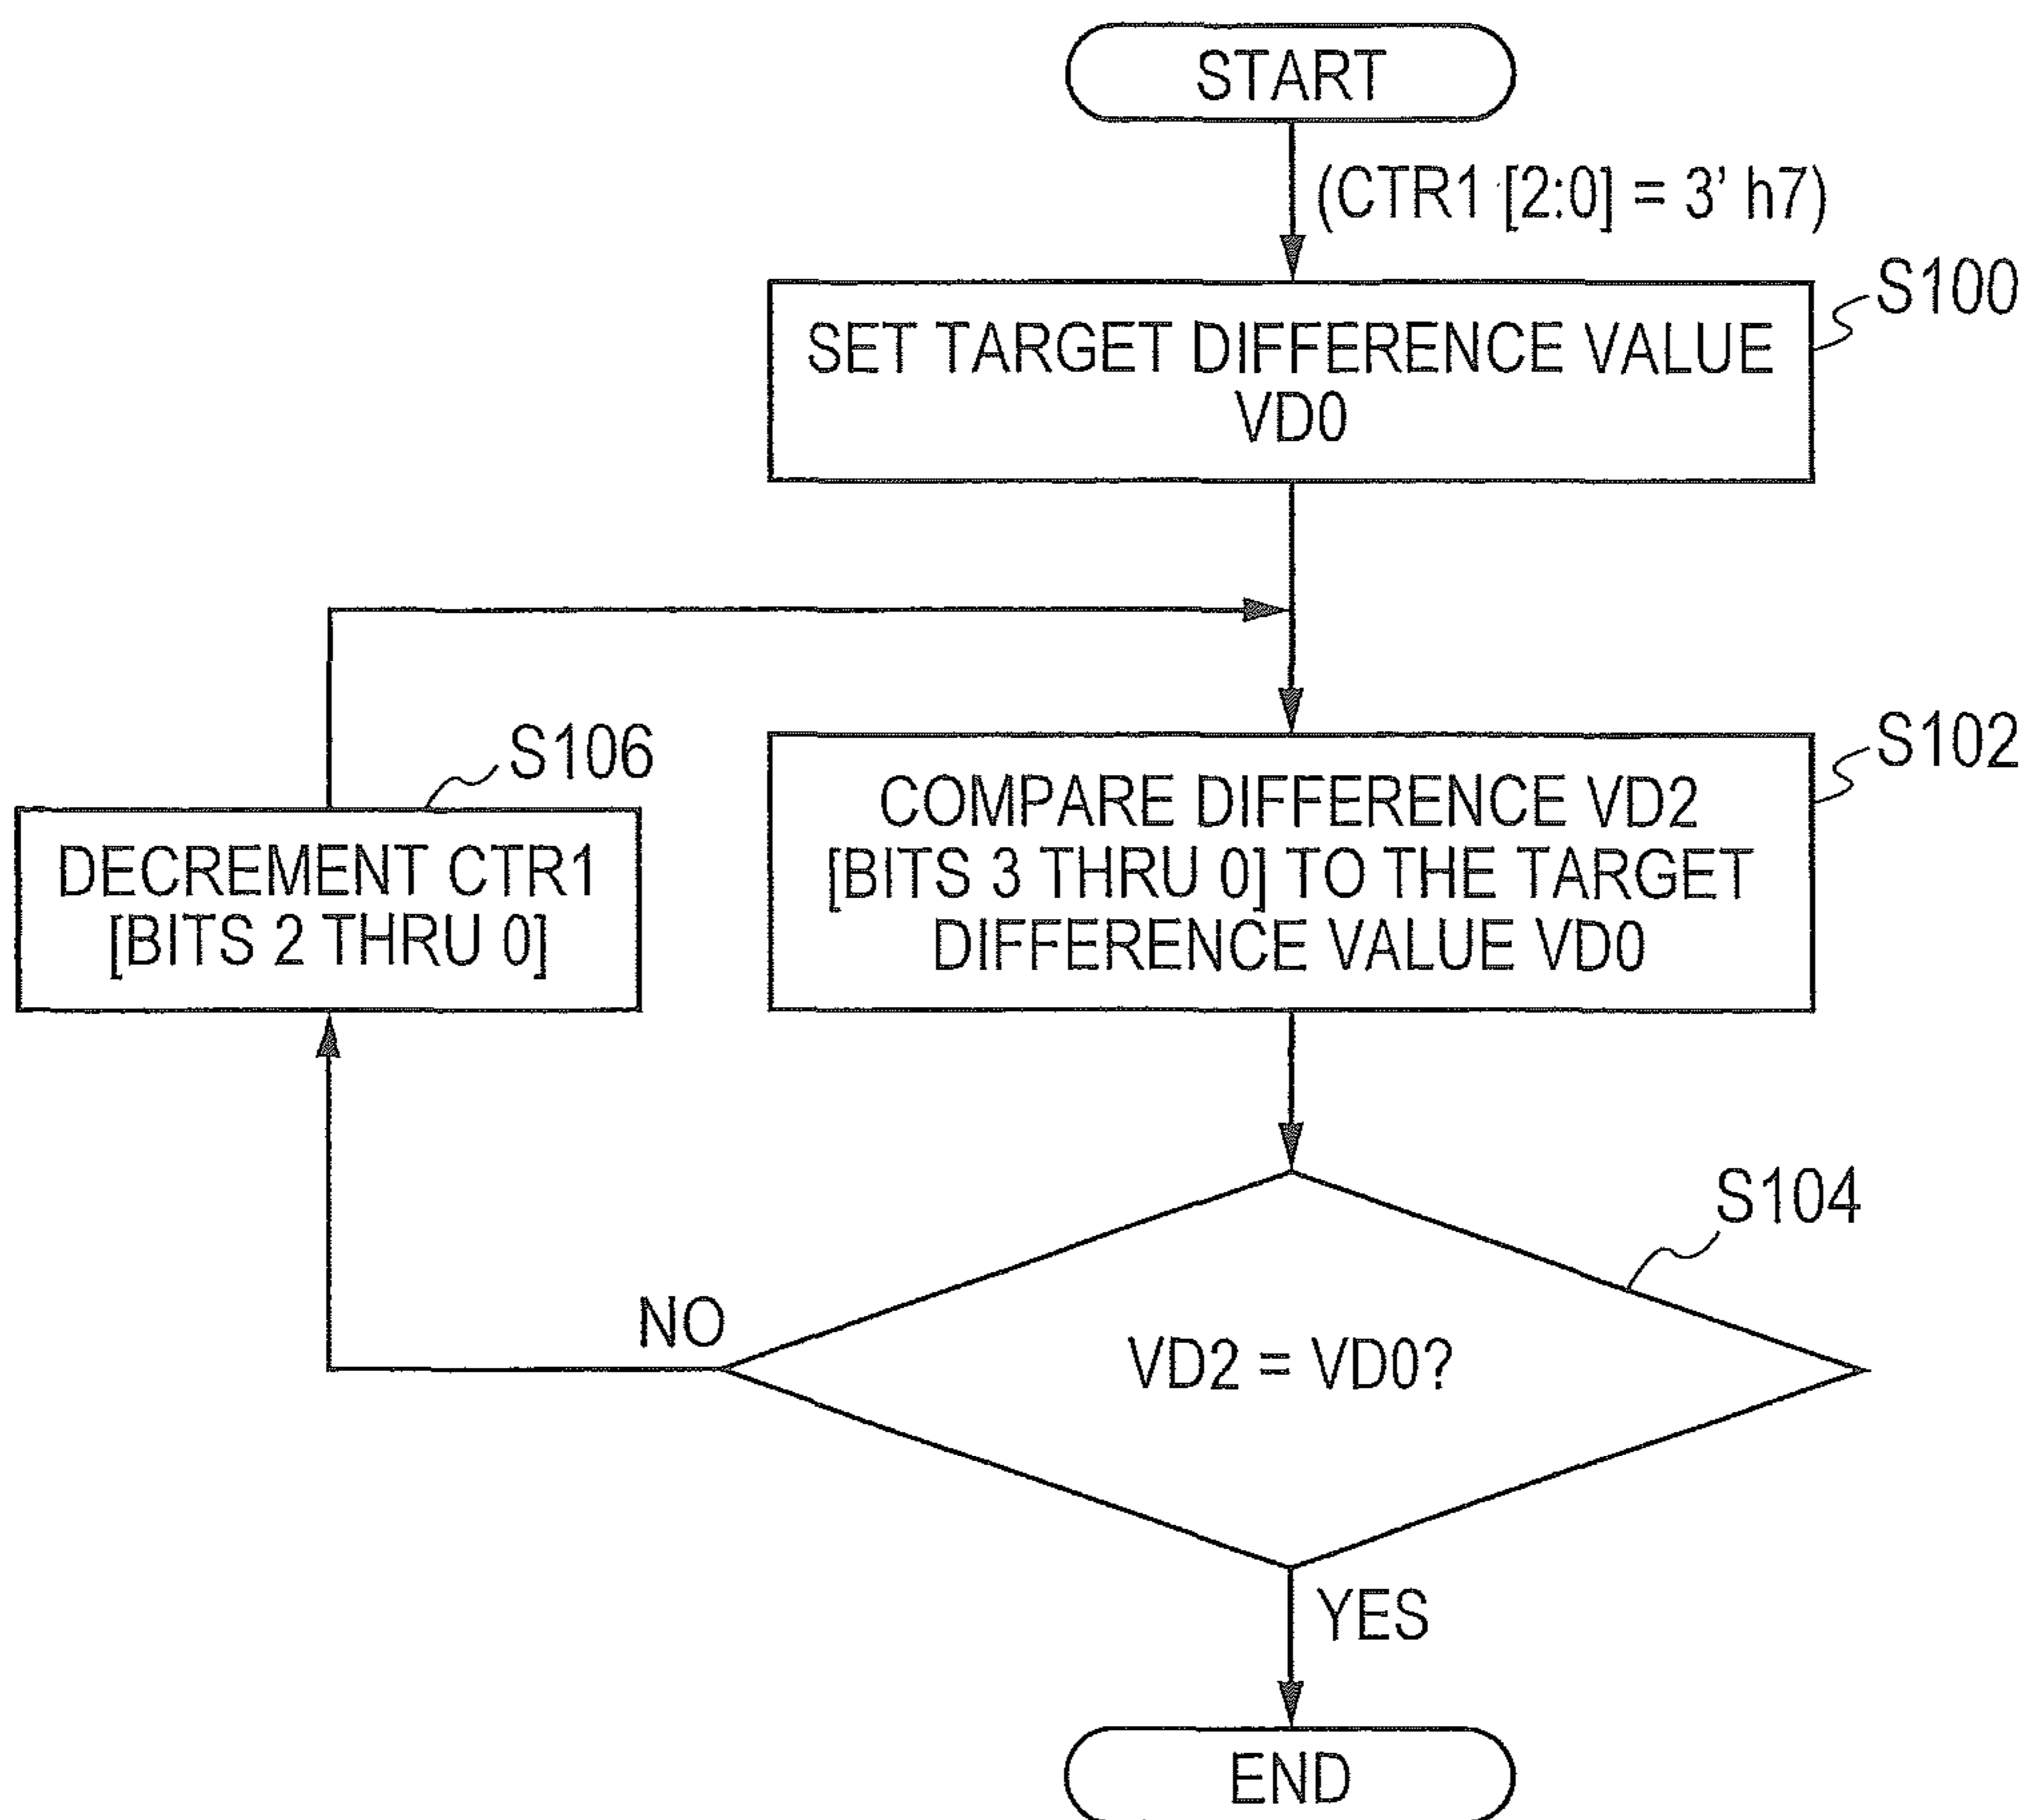 START
(CTR1 [2:0] = 3' h7)
S100
SET TARGET DIFFERENCE VALUE
VD0
S106
DECREMENT CTR1
[BITS 2 THRU 0]
S102
COMPARE DIFFERENCE VD2
[BITS 3 THRU 0] TO THE TARGET
DIFFERENCE VALUE VD0
S104
NO
VD2 = VD0?
YES
END